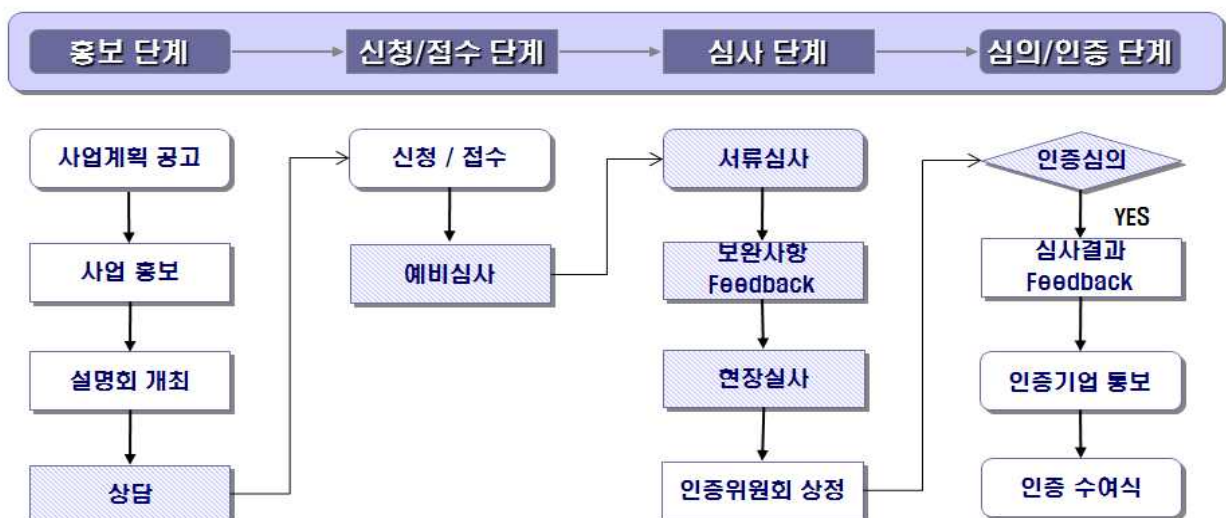 홍보 단계
신청/접수 단계
심사 단계
심의/인증 단계
사업계획 공고
사업 홍보
설명회 개최
상담
신청 / 접수
예비심사
서류심사
보완사항
Feedback
현장실사
인증위원회 상정
인증심의
YES
심사결과
Feedback
인증기업 통보
인증 수여식